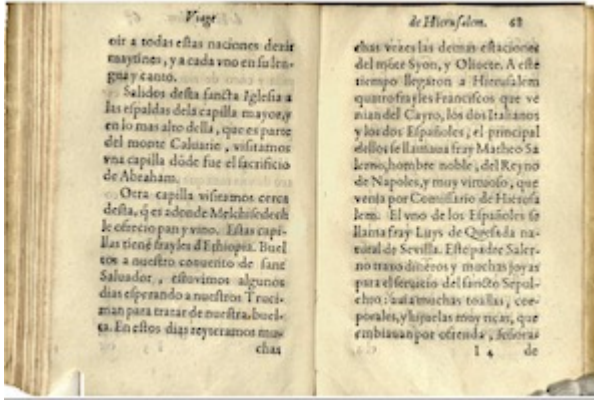 Viage
oir a todas estas naciones dezir
maytines, y a cada vno en su len-
gua y canto.
Salidos desta sancta Iglesia a
las espaldas dela capilla mayor, y
en lo mas alto della, que es parte
del monte Caluario, visitamos
vna capilla dóde fue el sacrificio
de Abraham.
Otra capilla visitamos cerca
desta, q̃ es adonde Melchisedech
le ofrecio pan y vino. Estas capi-
llas tienẽ frayles d'Ethiopia. Buel
tos a nuestro conuento de sant
Saluador, estuuimos algunos
dias esperando a nuestros Truci-
man para tratar de nuestra buel-
ta. En estos dias reyteramos mu-
chas
de Hierusalem. 68
chas vezes las demas estaciones
del mõte Syon, y Oliuete. A este
tiempo llegaron a Hierusalem
quatro frayles Franciscos que ve
nian del Cayro, los dos Italianos
y los dos Españoles, el principal
dellos se llamaua fray Matheo Sa
lerno, hombre noble, del Reyno
de Napoles, y muy virtuoso, que
venia por Comissario de Hierusa
lem. El vno de los Españoles se
llama fray Luys de Quesada na-
tural de Seuilla. Este padre Saler-
no traxo dineros y muchas joyas
para el seruicio del sancto Sepul-
chro: muchas toallas, cor-
porales, y hijuelas muy ricas, que
embiauan por ofrenda, señoras
I 4 de